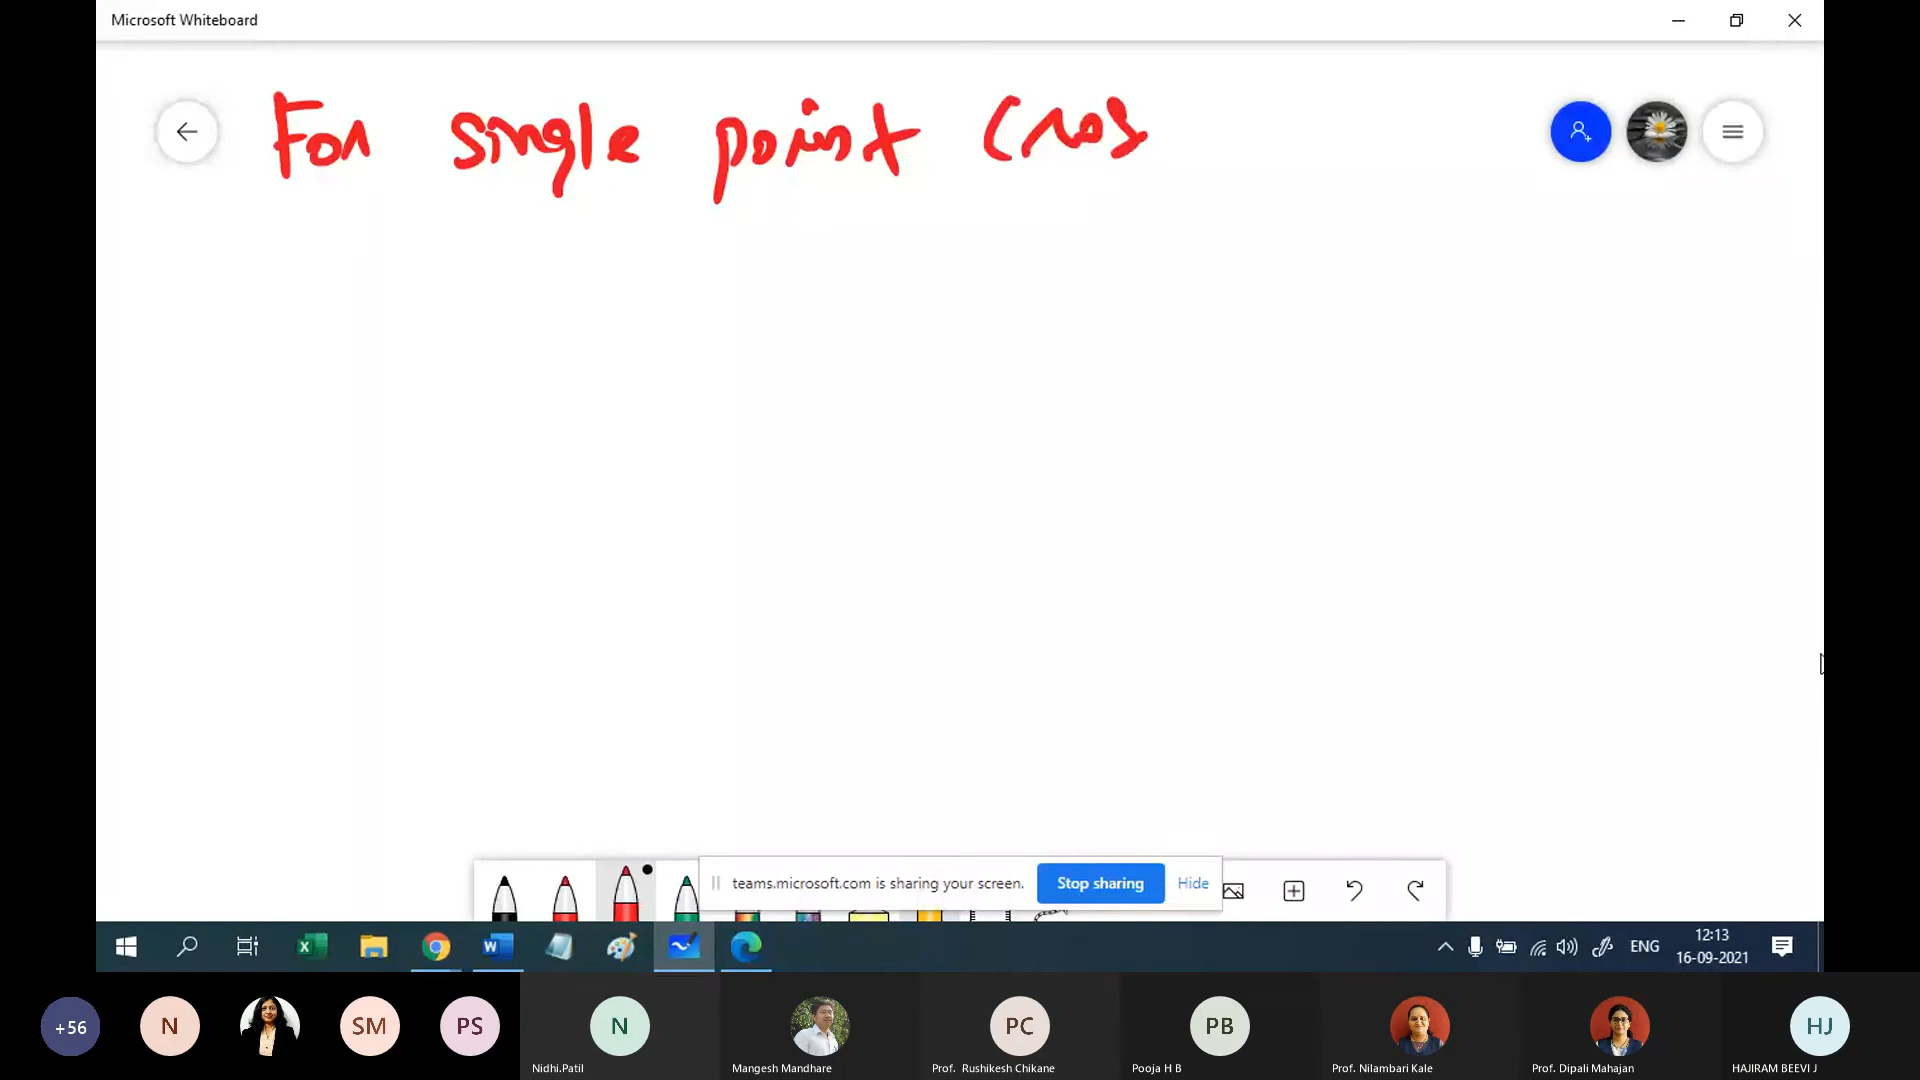 Microsoft Whiteboard
For single point Cros
teams.microsoft.com is sharing your screen. Stop sharing Hide
ENG 12:13
16-09-2021
+56 N SM PS N PC PB HJ
Nidhi.Patil Mangesh Mandhare Prof. Rushikesh Chikane Pooja H B Prof. Nilambari Kale Prof. Dipali Mahajan HAJIRAM BEEVI J